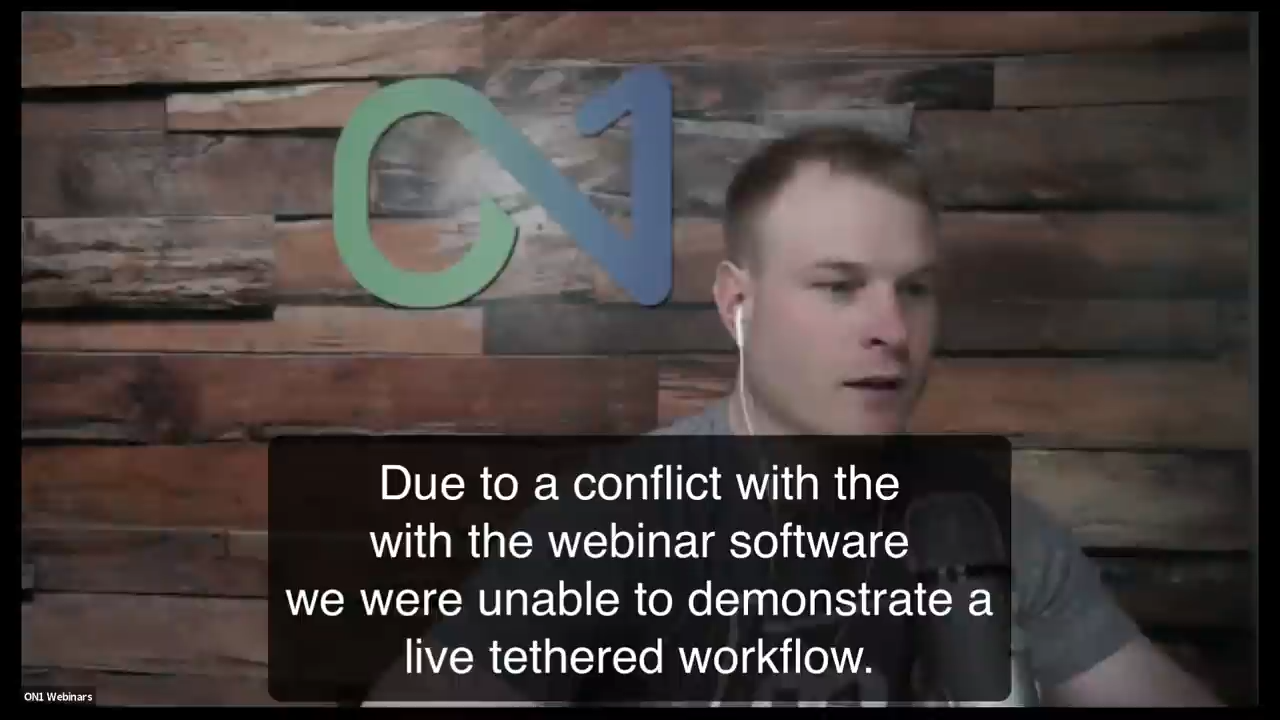 ON1
Due to a conflict with the
with the webinar software
we were unable to demonstrate a
live tethered workflow.
ON1 Webinars